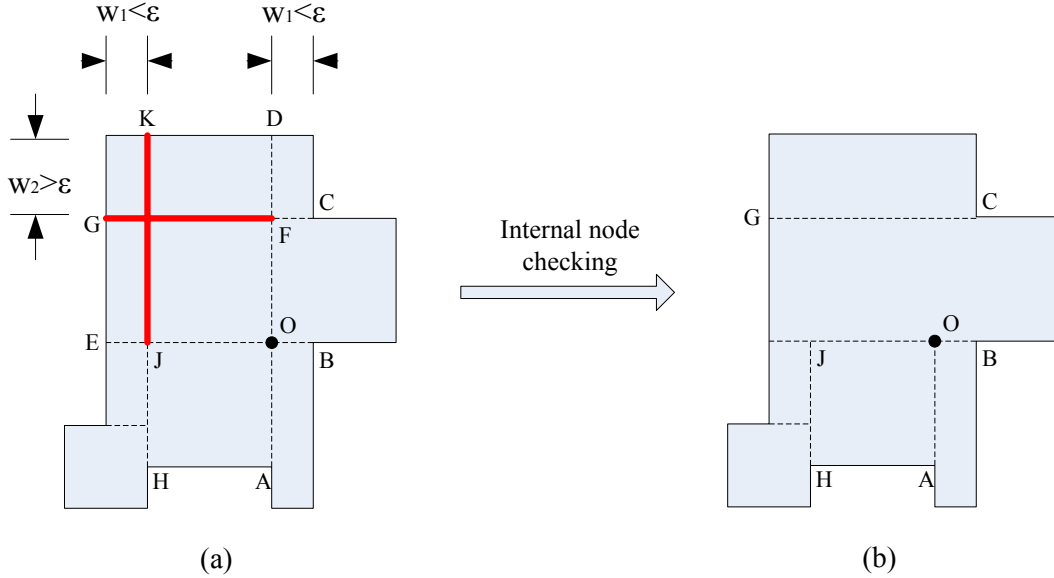 w1<ε w1<ε
K D
w2>ε
C C
G F G
Internal node
checking
E O O
J B J B
H A H A
(a) (b)